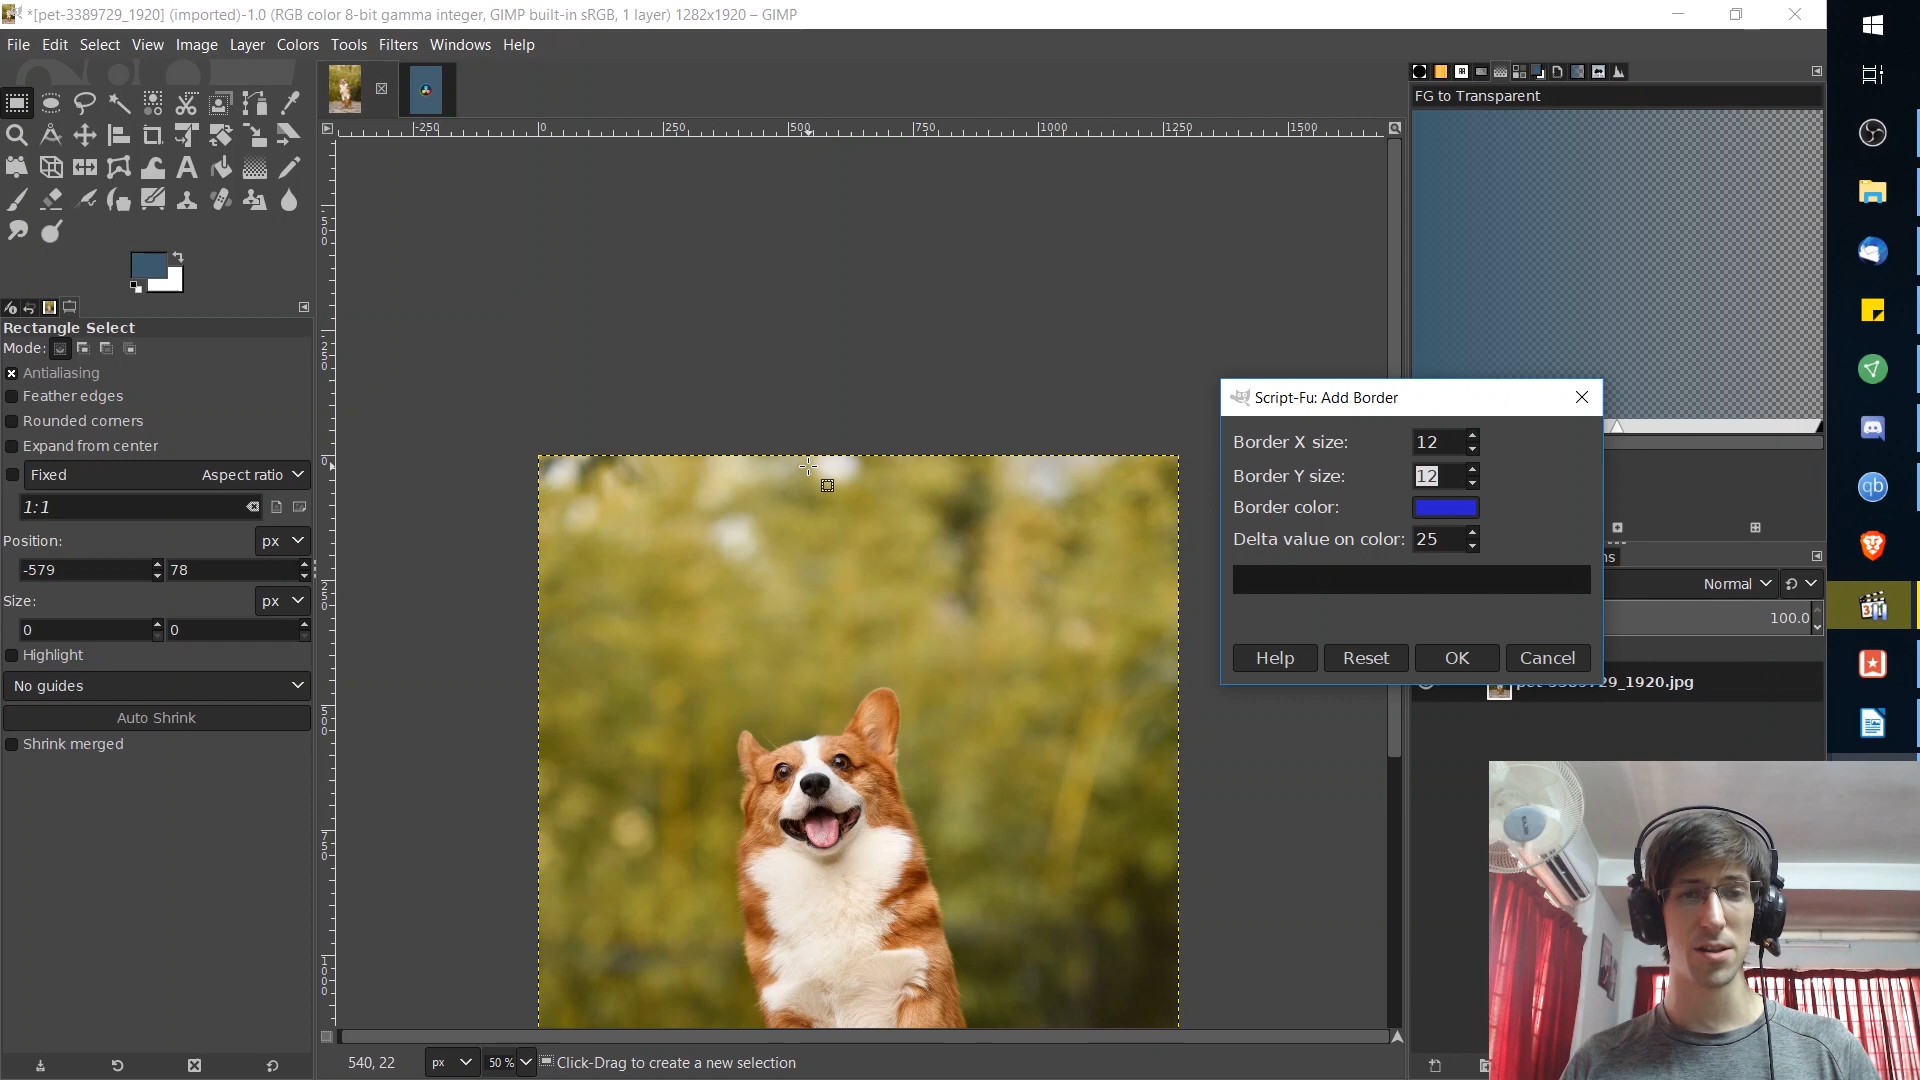 *[pet-3389729_1920] (imported)-1.0 (RGB color 8-bit gamma integer, GIMP built-in sRGB, 1 layer) 1282x1920 – GIMP
File Edit Select View Image Layer Colors Tools Filters Windows Help
FG to Transparent
-250 0 250 500 750 1000 1250 1500
Rectangle Select
Mode:
Antialiasing
Feather edges
Rounded corners
Expand from center
Fixed Aspect ratio
1:1
Position: px
-579 78
Size: px
0 0
Highlight
No guides
Auto Shrink
Shrink merged
Script-Fu: Add Border
Border X size: 12
Border Y size: 12
Border color:
Delta value on color: 25
Help Reset OK Cancel
Normal
100.0
pet-3389729_1920.jpg
qb
540, 22 px 50 % Click-Drag to create a new selection